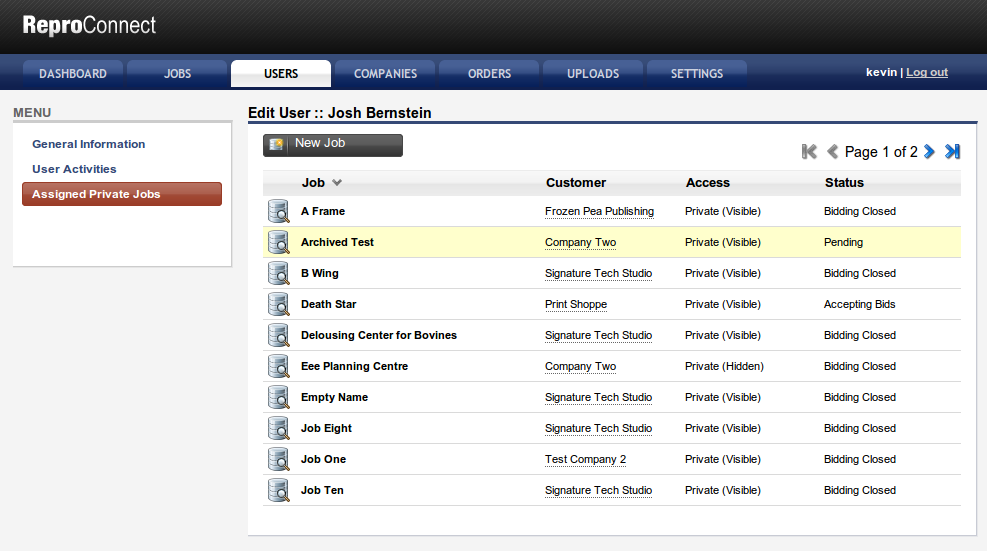 ReproConnect
DASHBOARD JOBS USERS COMPANIES ORDERS UPLOADS SETTINGS kevin | Log out
MENU
General Information
User Activities
Assigned Private Jobs
Edit User :: Josh Bernstein
New Job
Page 1 of 2
Job Customer Access Status
A Frame Frozen Pea Publishing Private (Visible) Bidding Closed
Archived Test Company Two Private (Visible) Pending
B Wing Signature Tech Studio Private (Visible) Bidding Closed
Death Star Print Shoppe Private (Visible) Accepting Bids
Delousing Center for Bovines Signature Tech Studio Private (Visible) Bidding Closed
Eee Planning Centre Company Two Private (Hidden) Bidding Closed
Empty Name Signature Tech Studio Private (Visible) Bidding Closed
Job Eight Signature Tech Studio Private (Visible) Bidding Closed
Job One Test Company 2 Private (Visible) Bidding Closed
Job Ten Signature Tech Studio Private (Visible) Bidding Closed